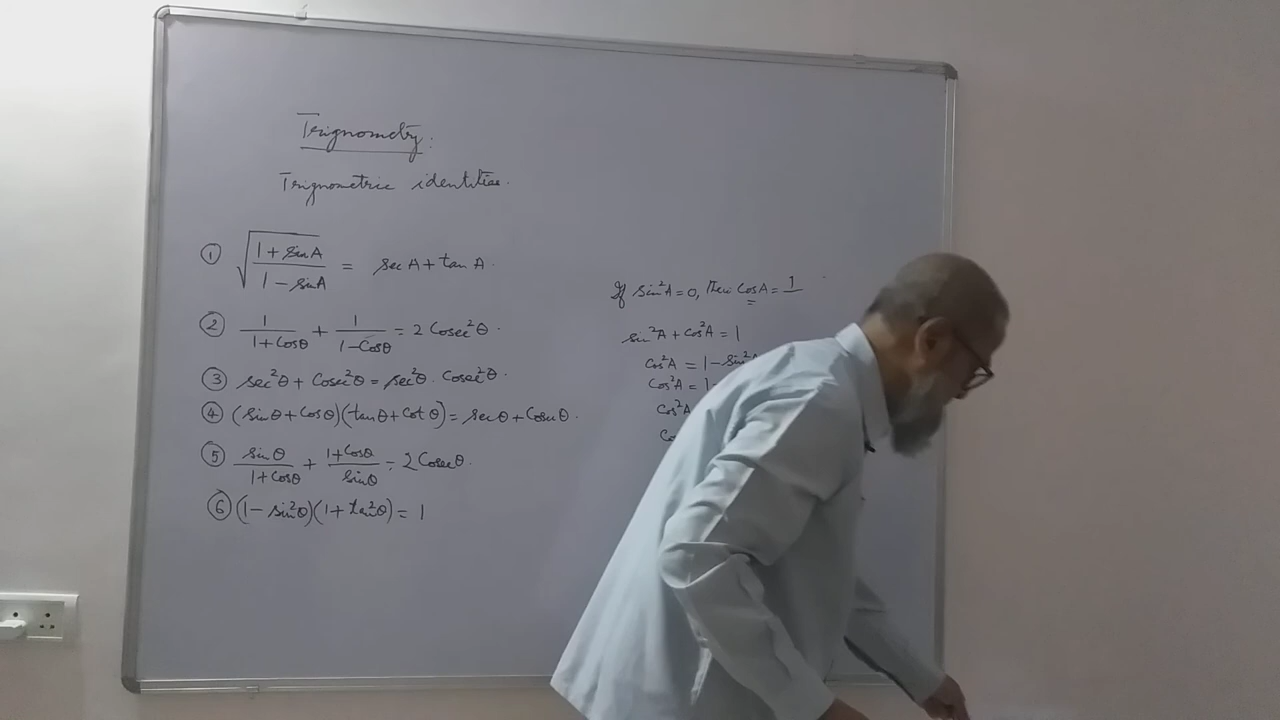 Trignometry:
Trignometric identities.
① √((1 + sinA)/(1 - sinA)) = sec A + tan A.
② 1/(1 + Cosθ) + 1/(1 - Cosθ) = 2 Cosec²θ.
③ sec²θ + Cosec²θ = sec²θ . Cosec²θ.
④ (sinθ + Cosθ)(tanθ + Cot θ) = secθ + Cosecθ.
⑤ sinθ/(1 + Cosθ) + (1 + Cosθ)/sinθ = 2 Cosecθ.
⑥ (1 - sin²θ)(1 + tan²θ) = 1
If sin²A = 0, then CosA = 1
sin²A + Cos²A = 1
Cos²A = 1 - sin²A
Cos²A = 1 -
Cos²A